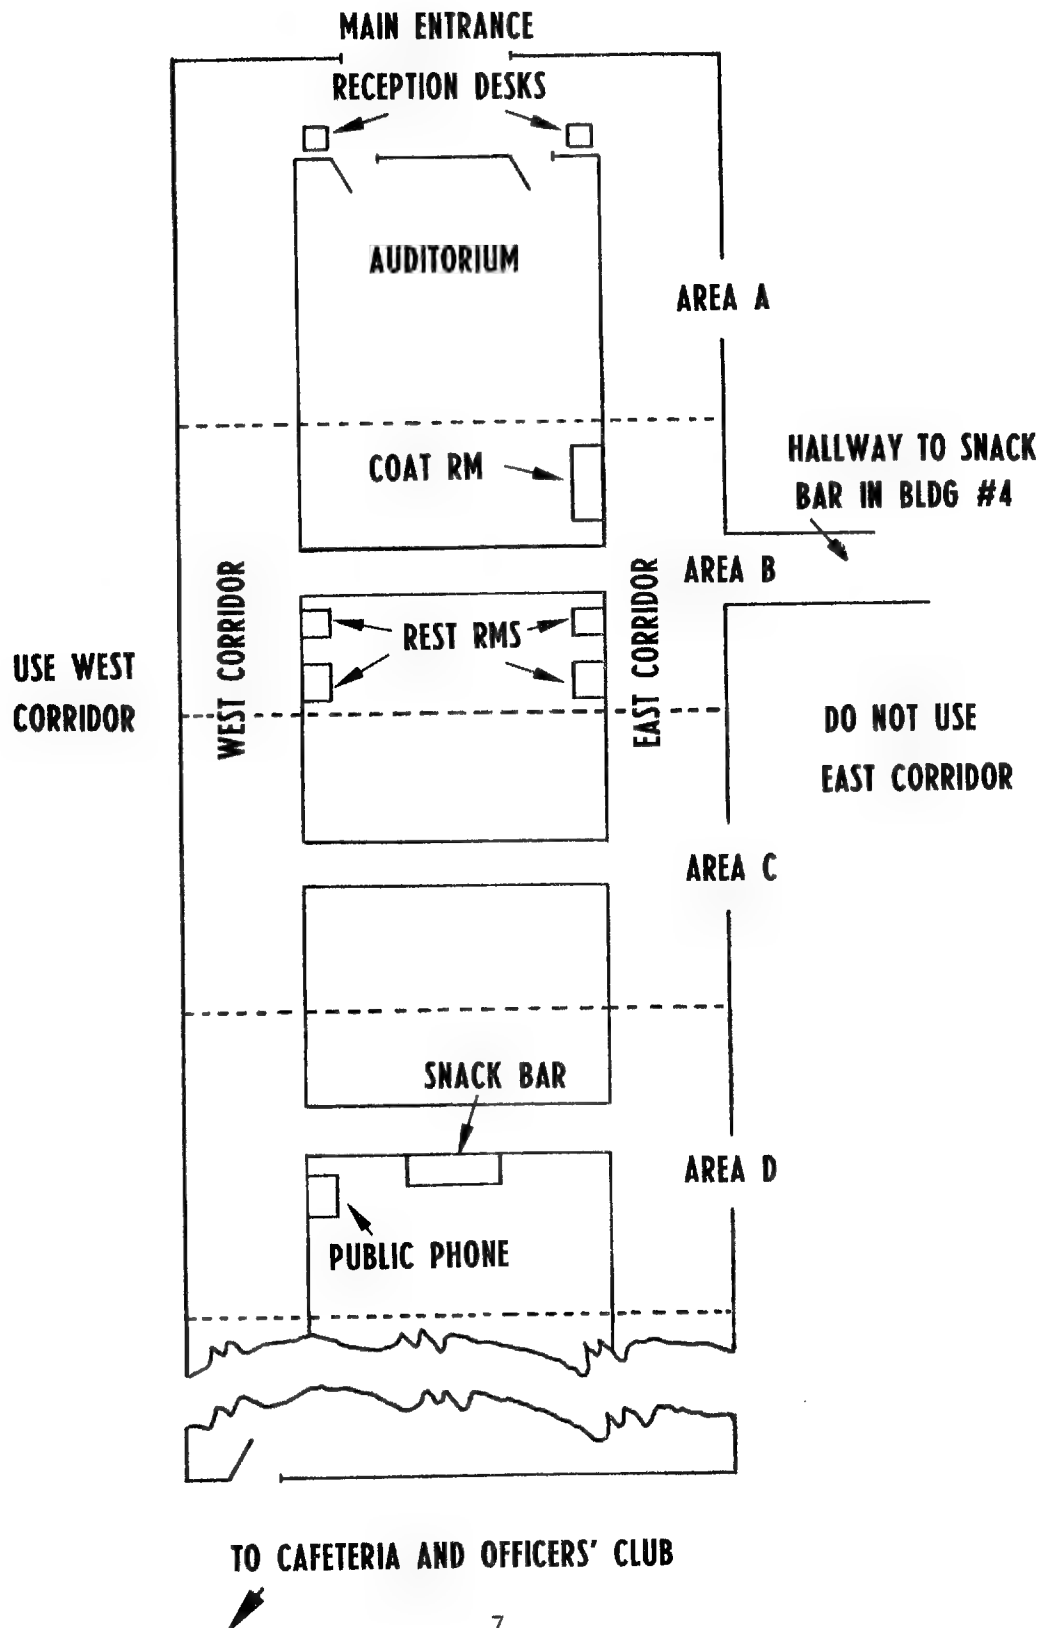 MAIN ENTRANCE
RECEPTION DESKS
AUDITORIUM
AREA A
HALLWAY TO SNACK
BAR IN BLDG #4
COAT RM
AREA B
WEST CORRIDOR
EAST CORRIDOR
REST RMS
USE WEST
CORRIDOR
DO NOT USE
EAST CORRIDOR
AREA C
SNACK BAR
AREA D
PUBLIC PHONE
TO CAFETERIA AND OFFICERS' CLUB
7